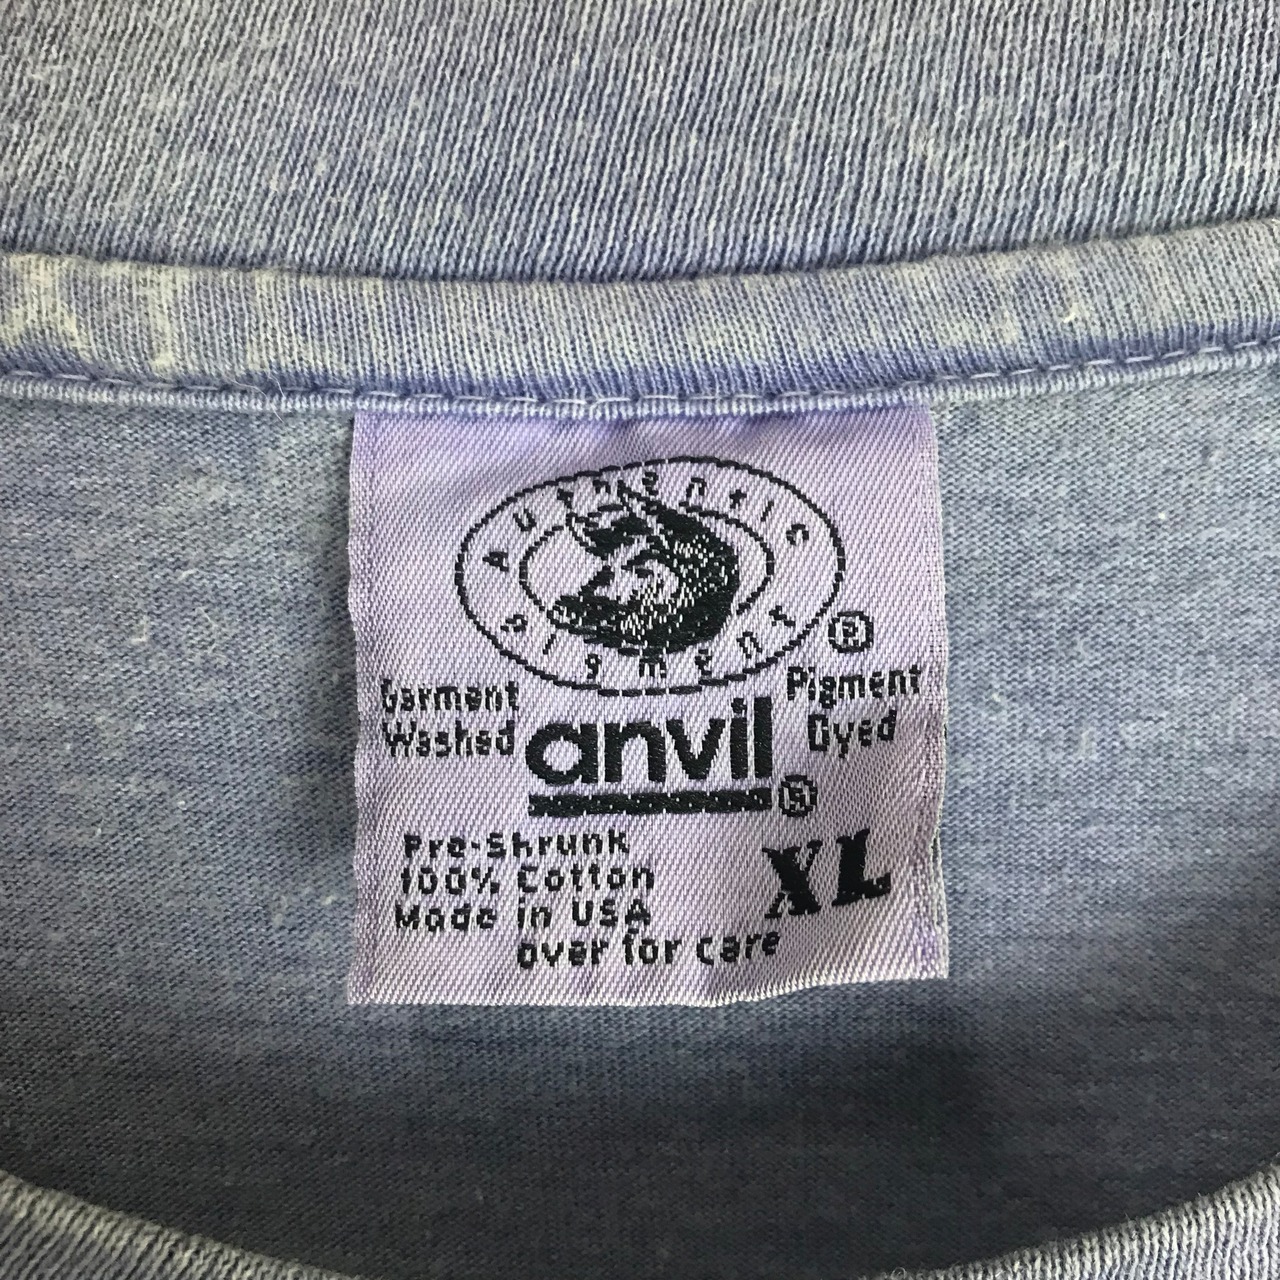 Authentic
pigment ®
Garment Pigment
Washed anvil Dyed
®
Pre-Shrunk
100% Cotton XL
Made in USA
over for care